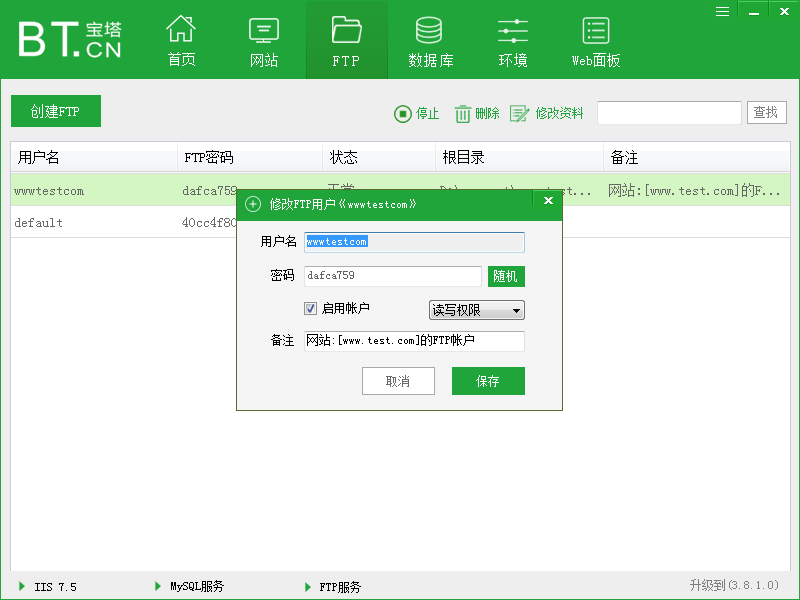 BT.CN 宝塔
首页 网站 FTP 数据库 环境 Web面板
创建FTP 停止 删除 修改资料 查找
用户名 FTP密码 状态 根目录 备注
wwwtestcom dafca759 正常 网站:[www.test.com]的F...
default 40cc4f80
修改FTP用户《wwwtestcom》
用户名 wwwtestcom
密码 dafca759 随机
启用帐户 读写权限
备注 网站:[www.test.com]的FTP帐户
取消 保存
IIS 7.5 MySQL服务 FTP服务 升级到(3.8.1.0)